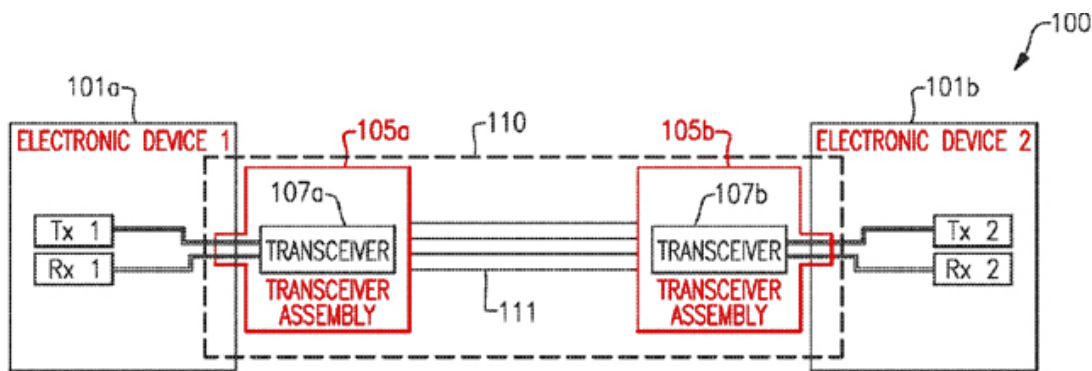 100
101a
101b
ELECTRONIC DEVICE 1
105a
110
105b
ELECTRONIC DEVICE 2
107a
107b
Tx 1
TRANSCEIVER
TRANSCEIVER
Tx 2
Rx 1
Rx 2
TRANSCEIVER
ASSEMBLY
111
TRANSCEIVER
ASSEMBLY